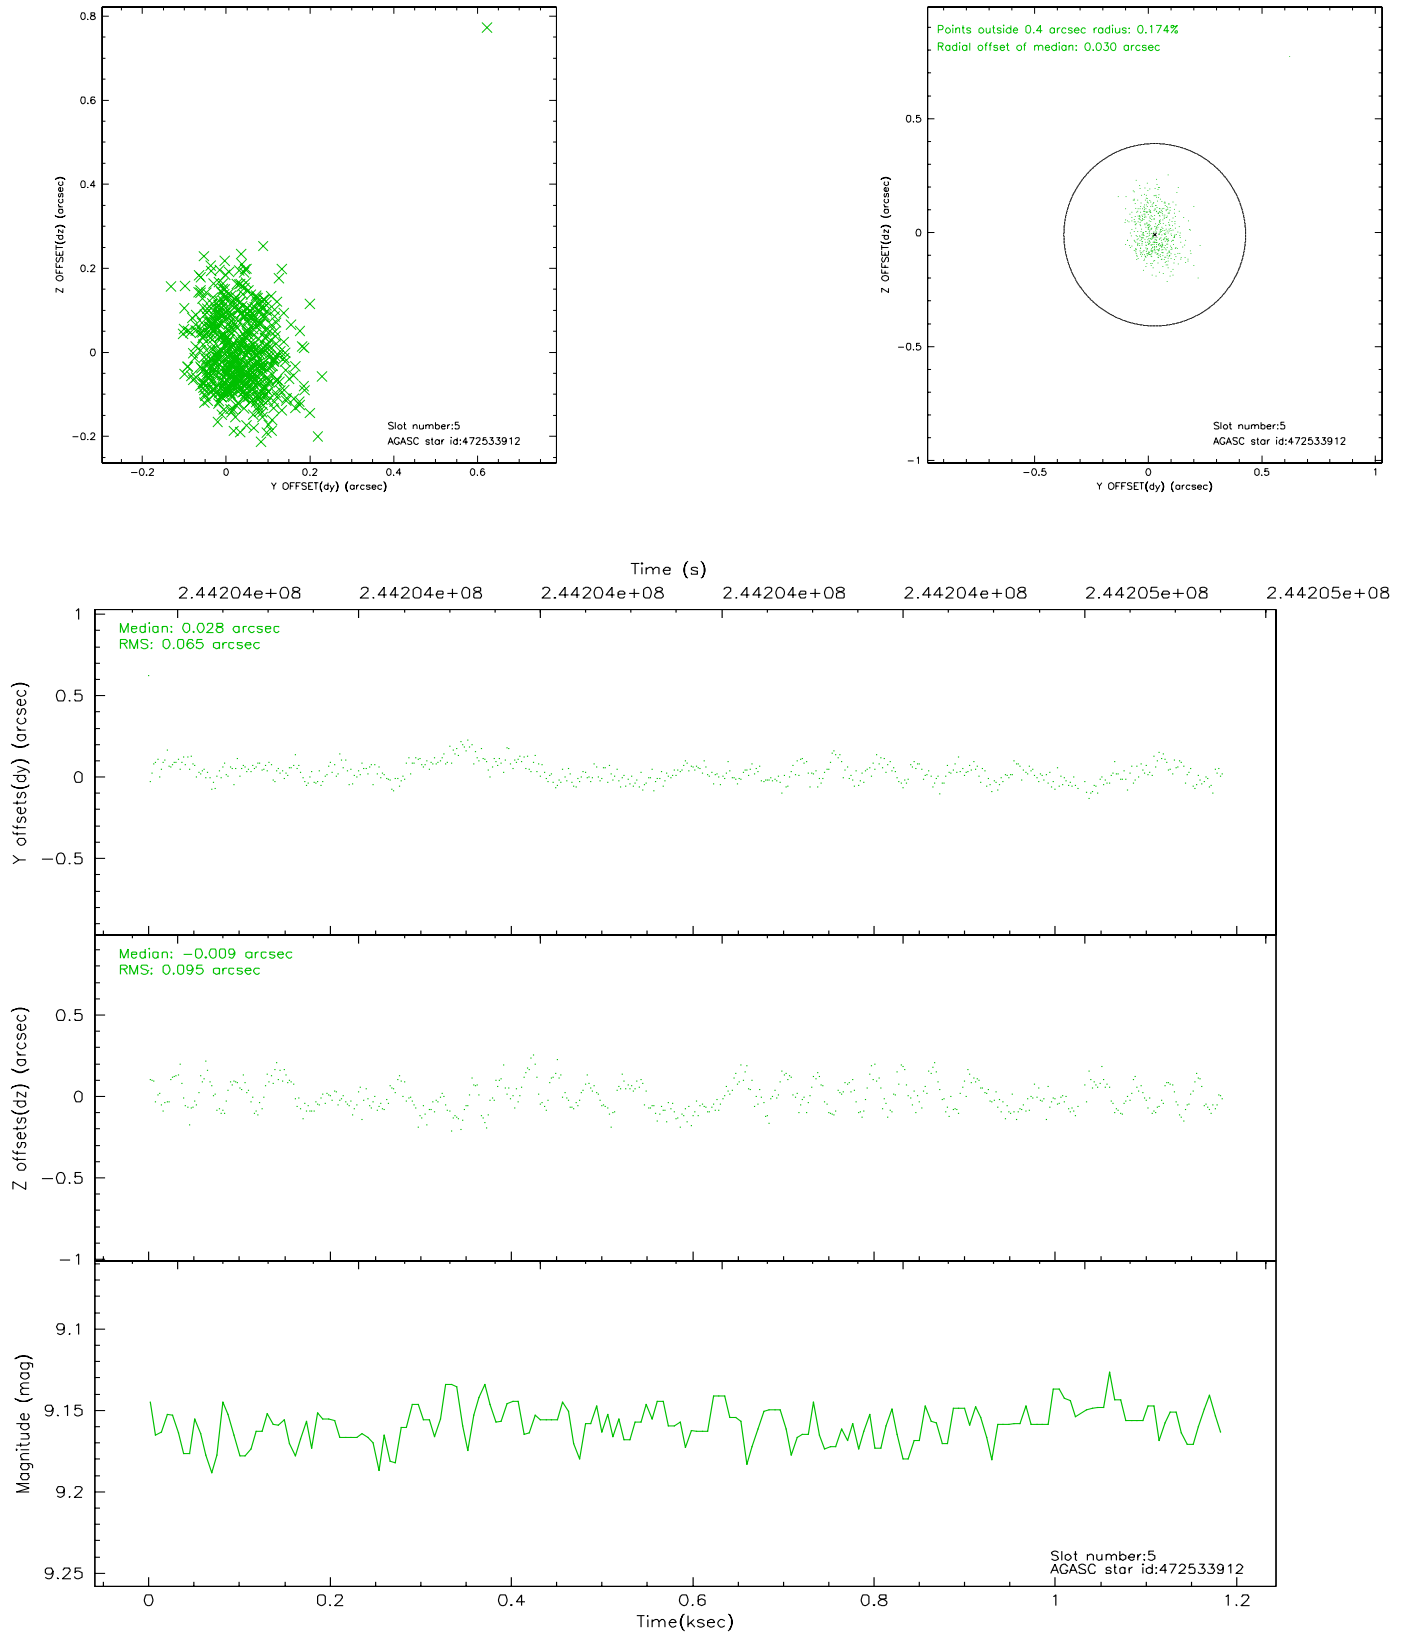 0.8
0.6
0.4
0.2
0
-0.2
Z OFFSET(dz) (arcsec)
-0.2 0 0.2 0.4 0.6
Y OFFSET(dy) (arcsec)
Slot number:5
AGASC star id:472533912
Points outside 0.4 arcsec radius: 0.174%
Radial offset of median: 0.030 arcsec
0.5
0
-0.5
-1
Z OFFSET(dz) (arcsec)
-0.5 0 0.5 1
Y OFFSET(dy) (arcsec)
Slot number:5
AGASC star id:472533912
Time (s)
2.44204e+08 2.44204e+08 2.44204e+08 2.44204e+08 2.44204e+08 2.44205e+08 2.44205e+08
Median: 0.028 arcsec
RMS: 0.065 arcsec
1
0.5
0
-0.5
Y offsets(dy) (arcsec)
Median: -0.009 arcsec
RMS: 0.095 arcsec
0.5
0
-0.5
-1
Z offsets(dz) (arcsec)
9.1
9.15
9.2
9.25
Magnitude (mag)
Slot number:5
AGASC star id:472533912
0 0.2 0.4 0.6 0.8 1 1.2
Time(ksec)